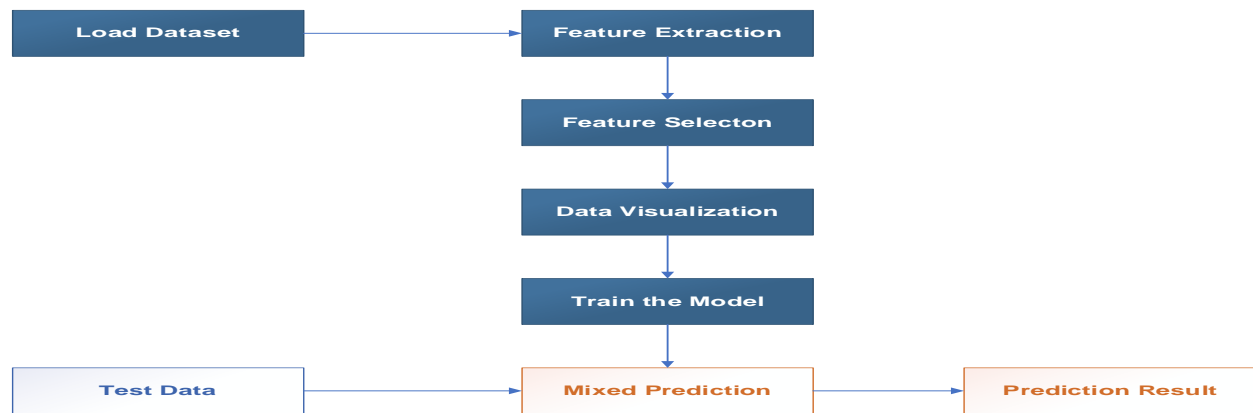 Load Dataset
Feature Extraction
Feature Selecton
Data Visualization
Train the Model
Test Data
Mixed Prediction
Prediction Result